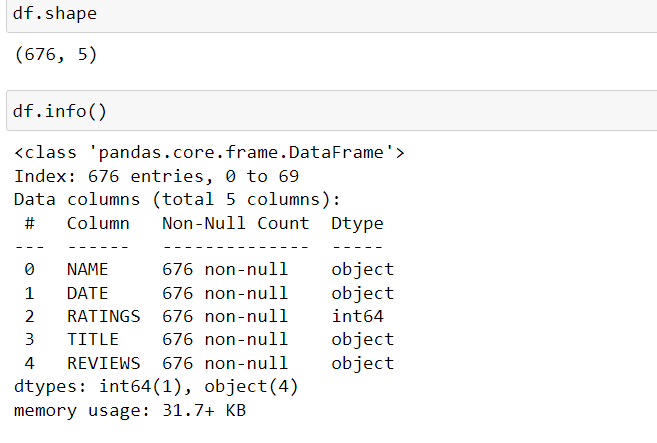 df.shape
(676, 5)
df.info()
<class 'pandas.core.frame.DataFrame'>
Index: 676 entries, 0 to 69
Data columns (total 5 columns):
 #   Column   Non-Null Count  Dtype
---  ------   --------------  -----
 0   NAME     676 non-null    object
 1   DATE     676 non-null    object
 2   RATINGS  676 non-null    int64
 3   TITLE    676 non-null    object
 4   REVIEWS  676 non-null    object
dtypes: int64(1), object(4)
memory usage: 31.7+ KB